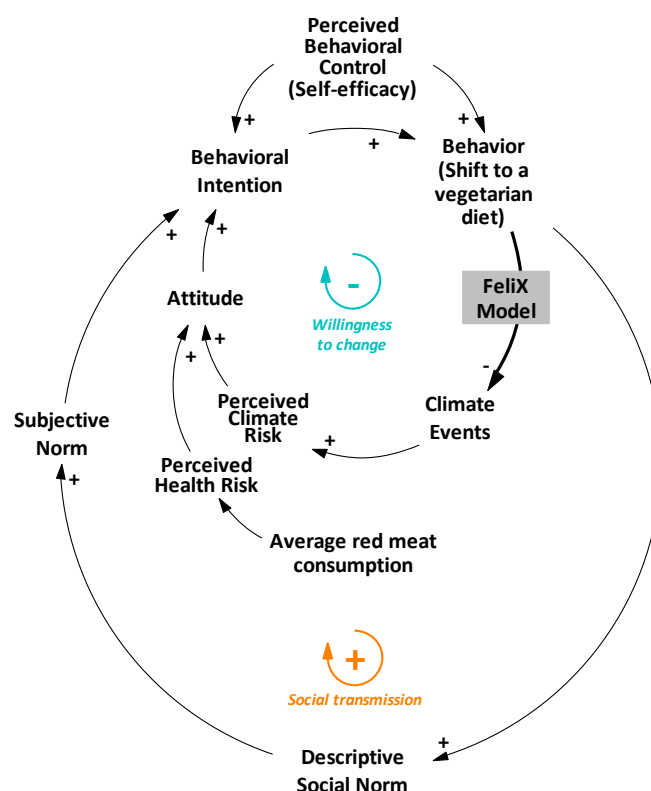 Perceived
Behavioral
Control
(Self-efficacy)
+
+
+
Behavioral
Intention
Behavior
(Shift to a
vegetarian
diet)
+
+
Attitude
-
Willingness
to change
FeliX
Model
+
+
-
Perceived
Climate
Risk
Climate
Events
+
Subjective
Norm
+
Perceived
Health Risk
Average red meat
consumption
+
Social transmission
+
Descriptive
Social Norm